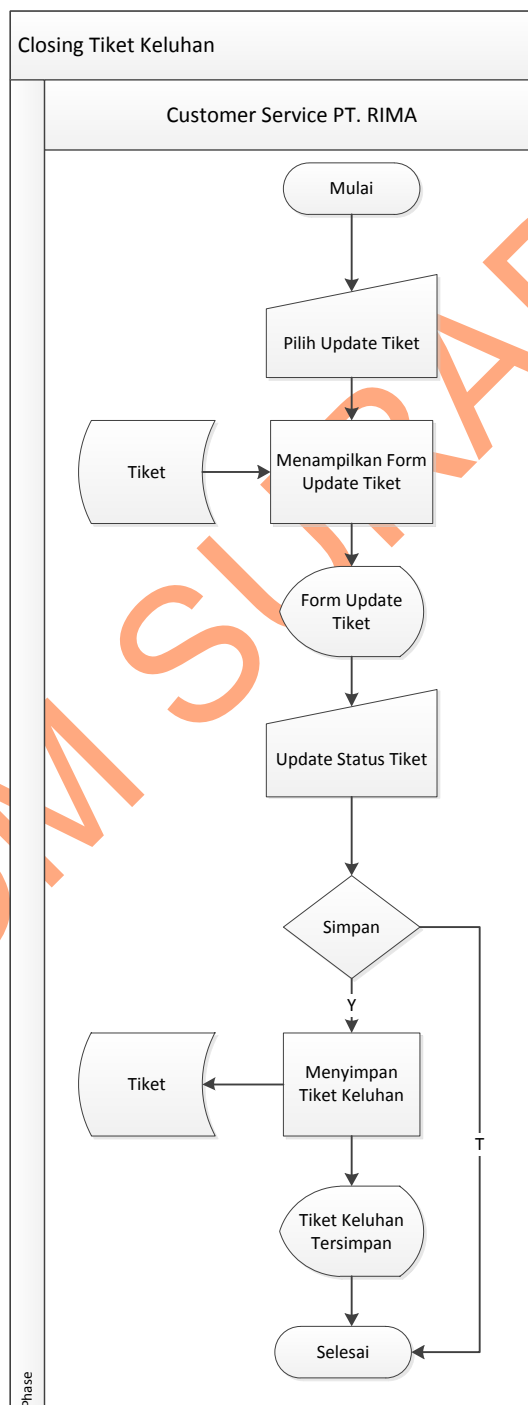 Closing Tiket Keluhan
Customer Service PT. RIMA
Mulai
Pilih Update Tiket
Tiket
Menampilkan Form
Update Tiket
Form Update
Tiket
Update Status Tiket
Simpan
Y
Tiket
Menyimpan
Tiket Keluhan
T
Tiket Keluhan
Tersimpan
Selesai
Phase